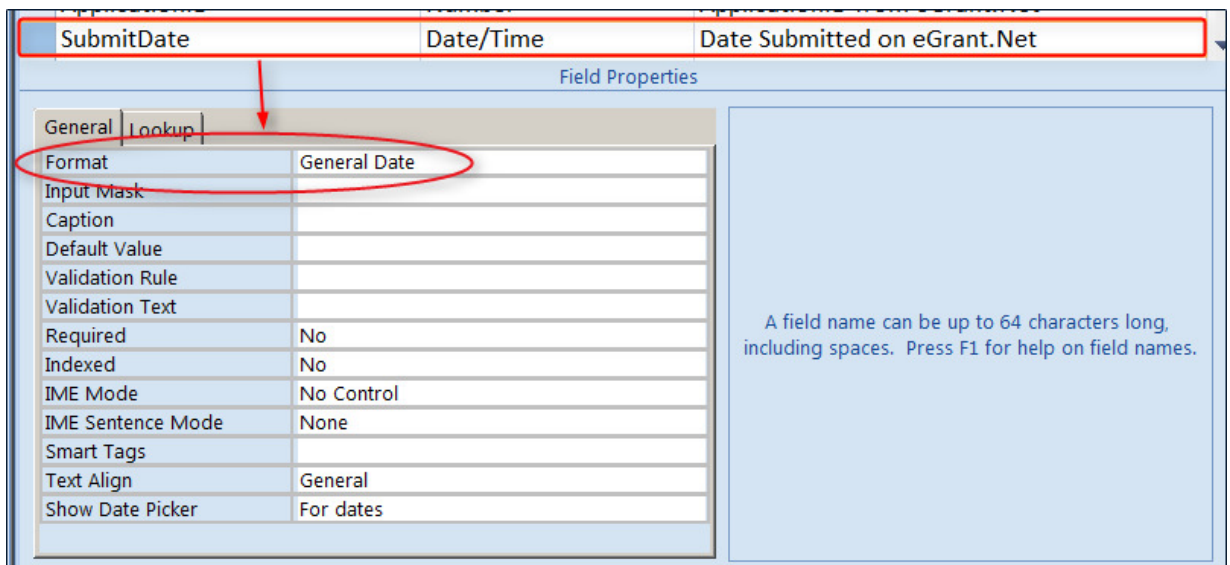 SubmitDate Date/Time Date Submitted on eGrant.Net
Field Properties
General Lookup
Format General Date
Input Mask
Caption
Default Value
Validation Rule
Validation Text
Required No
Indexed No
IME Mode No Control
IME Sentence Mode None
Smart Tags
Text Align General
Show Date Picker For dates
A field name can be up to 64 characters long,
including spaces. Press F1 for help on field names.